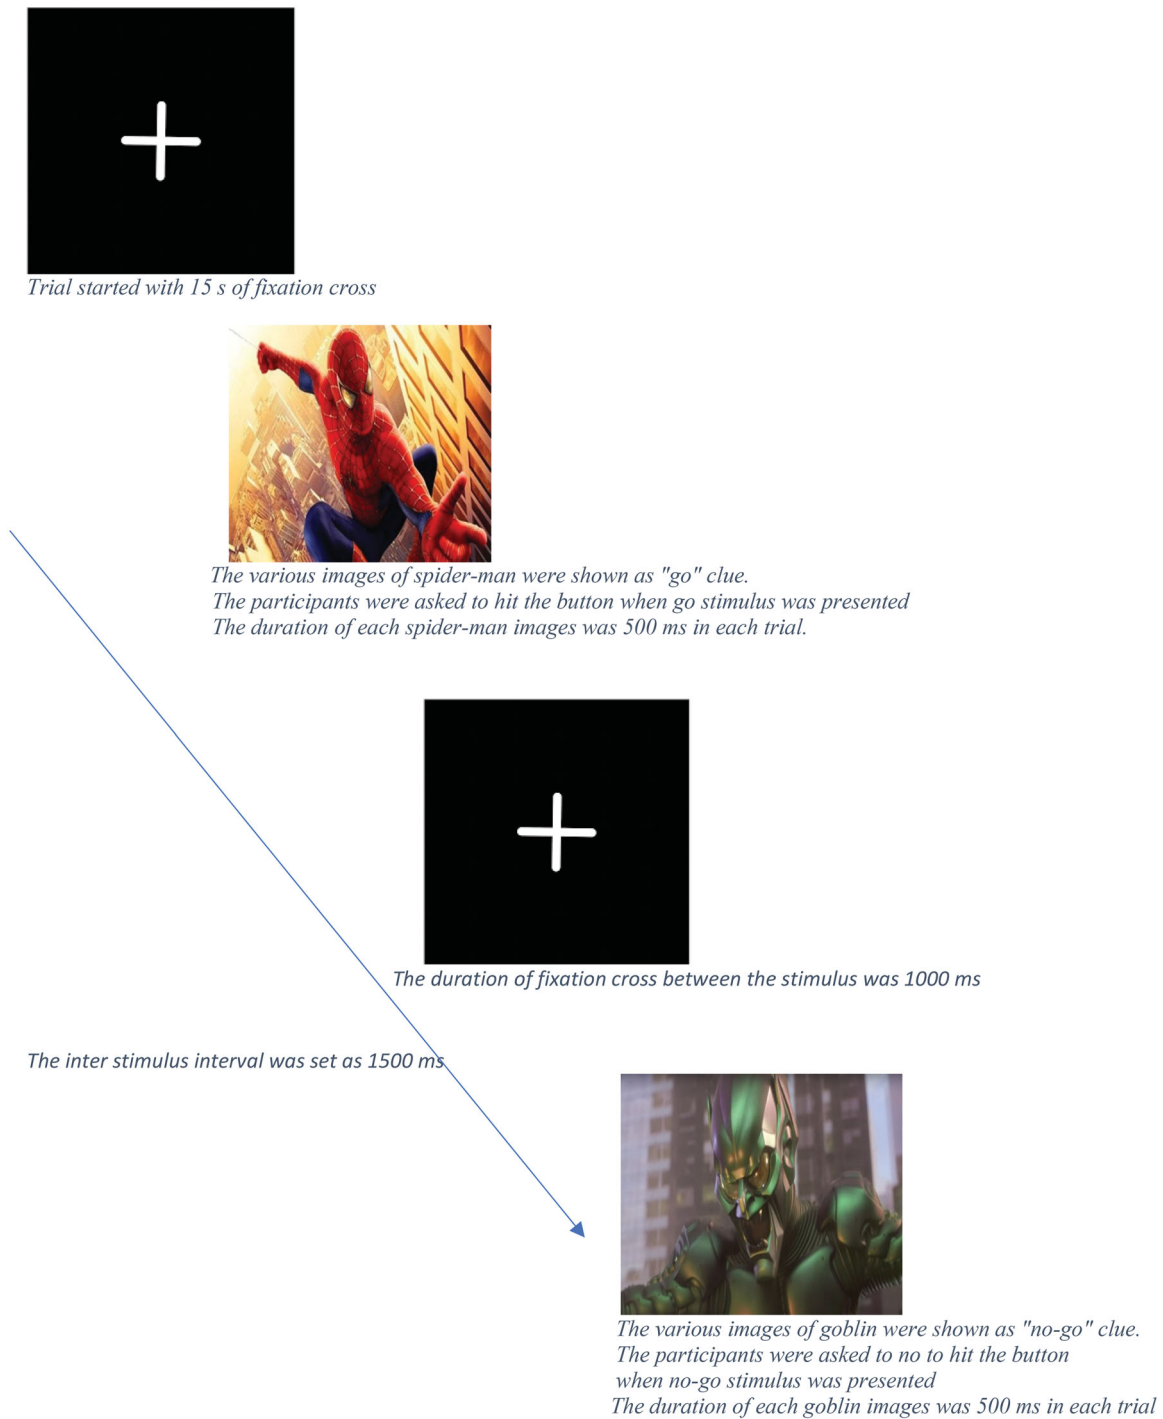 Trial started with 15 s of fixation cross
The various images of spider-man were shown as "go" clue.
The participants were asked to hit the button when go stimulus was presented
The duration of each spider-man images was 500 ms in each trial.
The duration of fixation cross between the stimulus was 1000 ms
The inter stimulus interval was set as 1500 ms
The various images of goblin were shown as "no-go" clue.
The participants were asked to no to hit the button
when no-go stimulus was presented
The duration of each goblin images was 500 ms in each trial